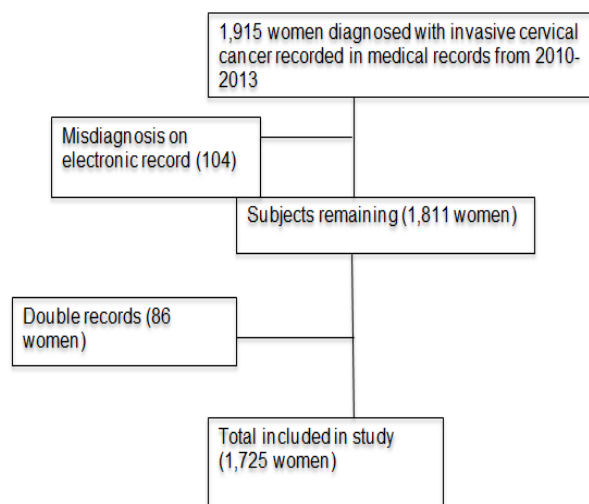 1,915 women diagnosed with invasive cervical
cancer recorded in medical records from 2010-
2013
Misdiagnosis on
electronic record (104)
Subjects remaining (1,811 women)
Double records (86
women)
Total included in study
(1,725 women)